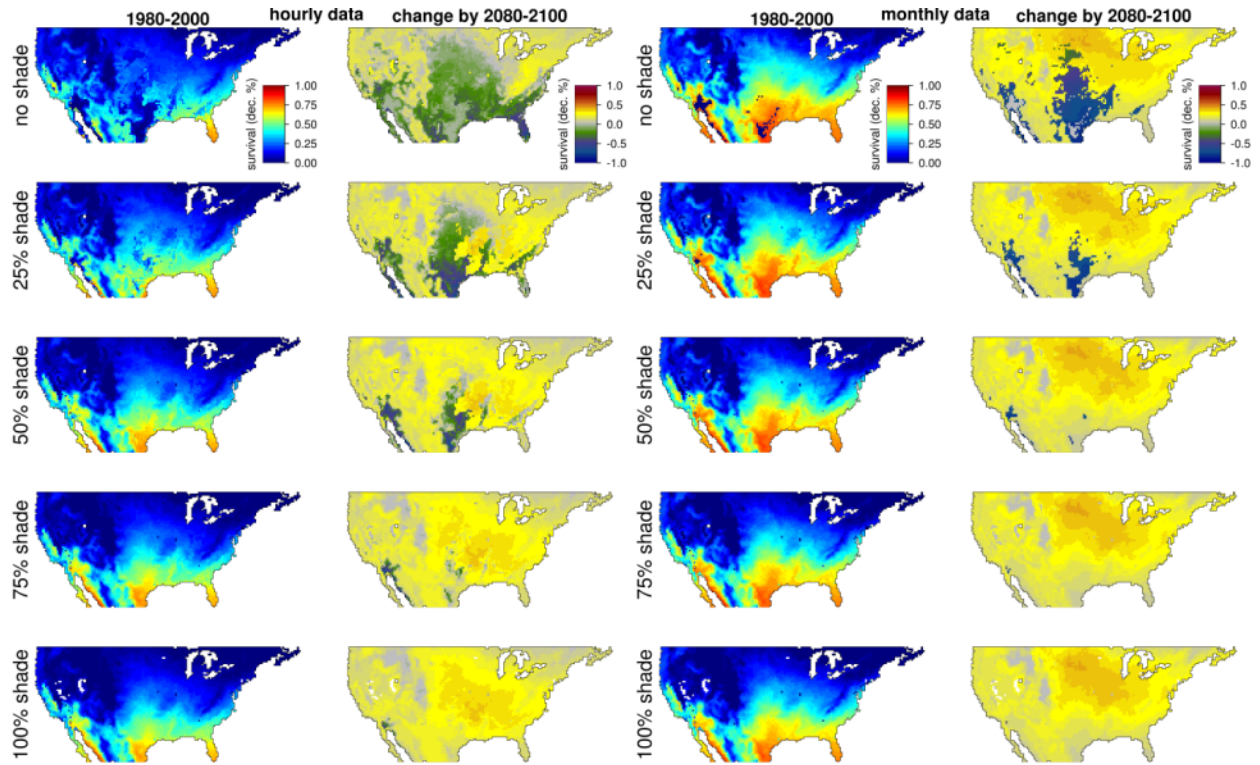 1980-2000 hourly data change by 2080-2100 1980-2000 monthly data change by 2080-2100
no shade
survival (dec. %)
1.00
0.75
0.50
0.25
0.00
survival (dec. %)
1.0
0.5
0.0
-0.5
-1.0
no shade
survival (dec. %)
1.00
0.75
0.50
0.25
0.00
survival (dec. %)
1.0
0.5
0.0
-0.5
-1.0
25% shade
25% shade
50% shade
50% shade
75% shade
75% shade
100% shade
100% shade